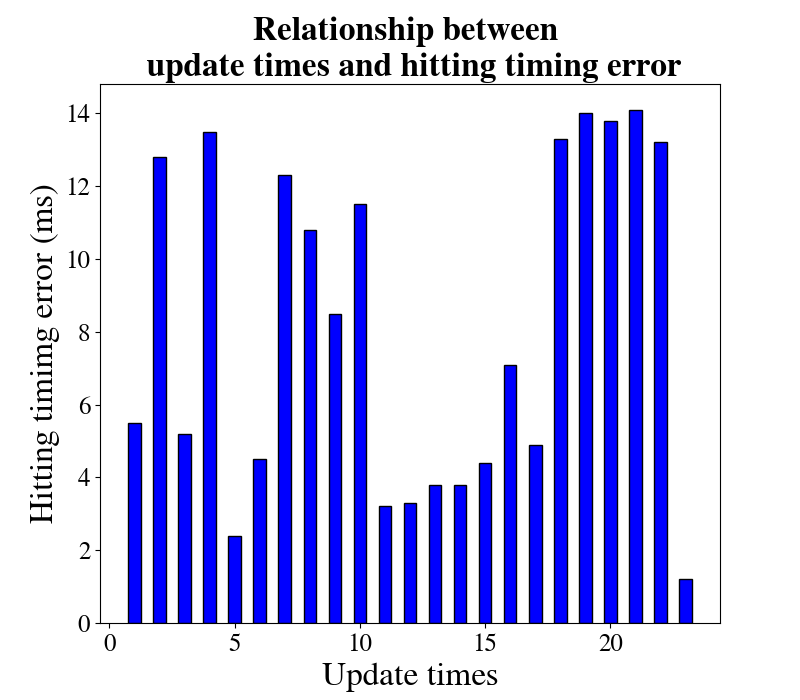 Relationship between
update times and hitting timing error
Hitting timimg error (ms)
14
12
10
8
6
4
2
0
0 5 10 15 20
Update times